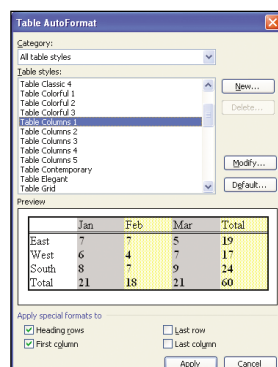 Table AutoFormat
Category:
All table styles
Table styles:
Table Classic 4
Table Colorful 1
Table Colorful 2
Table Colorful 3
Table Columns 1
Table Columns 2
Table Columns 3
Table Columns 4
Table Columns 5
Table Contemporary
Table Elegant
Table Grid
New...
Delete...
Modify...
Default...
Preview
Jan Feb Mar Total
East 7 7 5 19
West 6 4 7 17
South 8 7 9 24
Total 21 18 21 60
Apply special formats to
Heading rows Last row
First column Last column
Apply Cancel